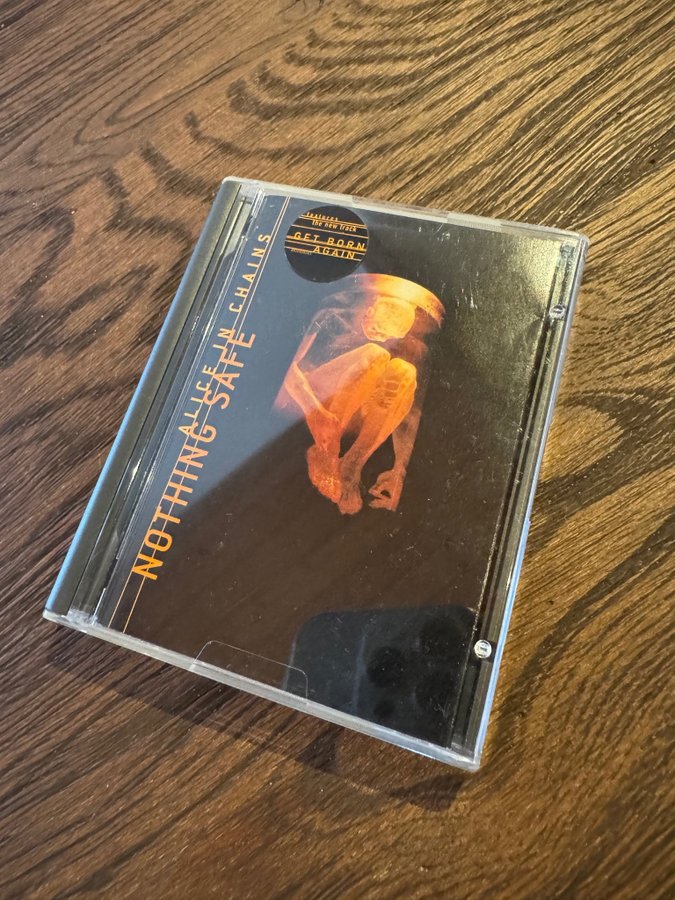 features
the new track
GET BORN
AGAIN
ALICE IN CHAINS
NOTHING SAFE